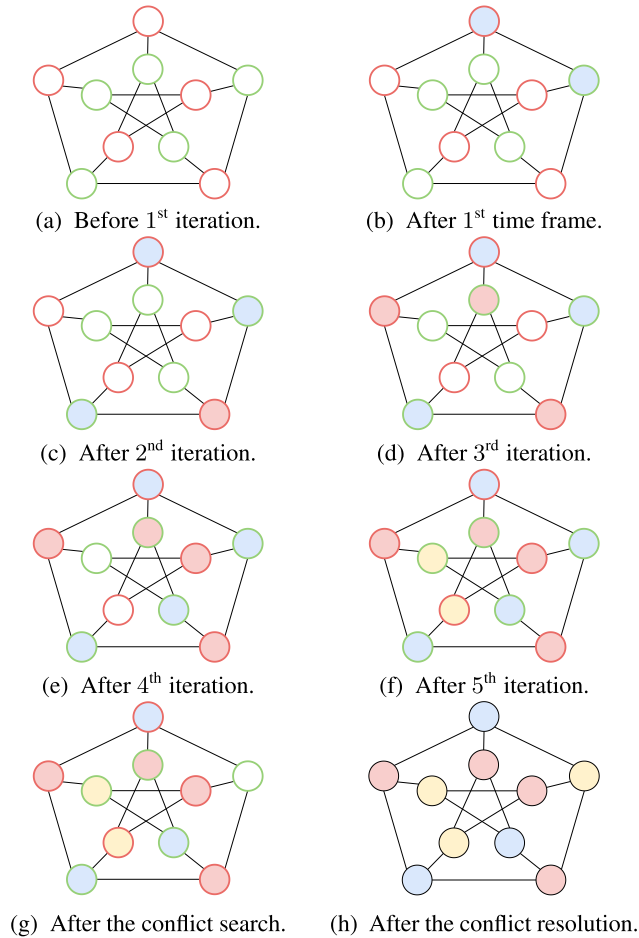 (a) Before 1st iteration.
(b) After 1st time frame.
(c) After 2nd iteration.
(d) After 3rd iteration.
(e) After 4th iteration.
(f) After 5th iteration.
(g) After the conflict search.
(h) After the conflict resolution.